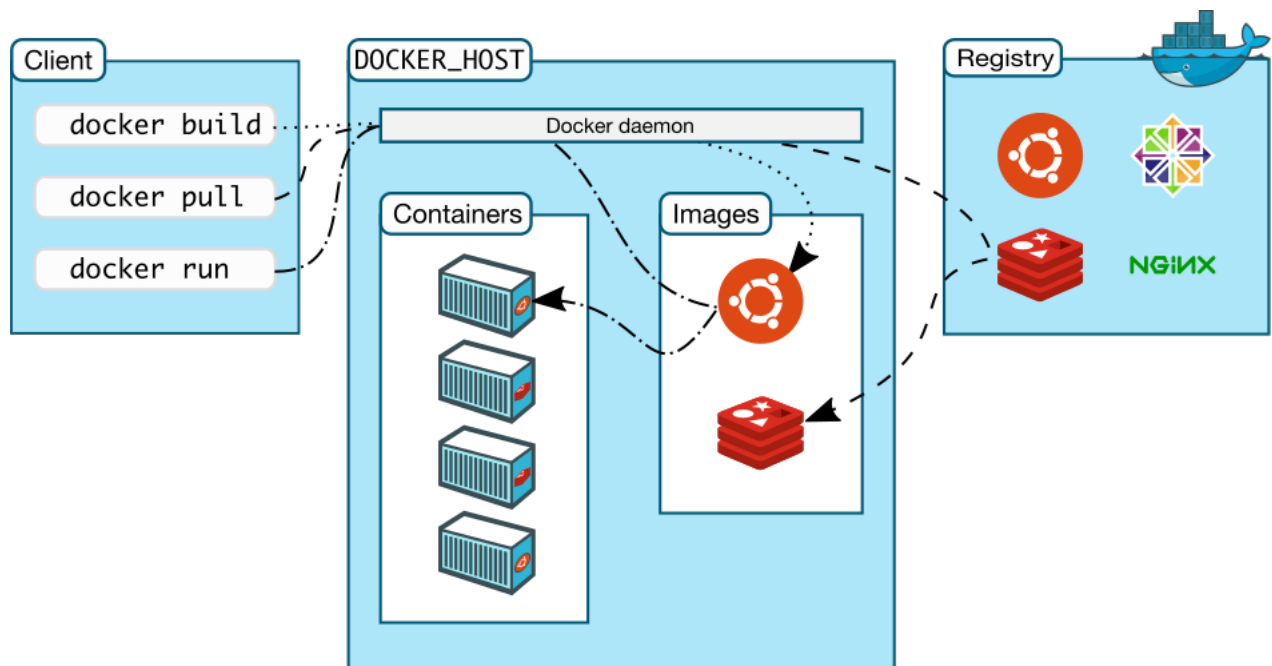 Client
docker build
docker pull
docker run
DOCKER_HOST
Docker daemon
Containers
Images
Registry
NGINX